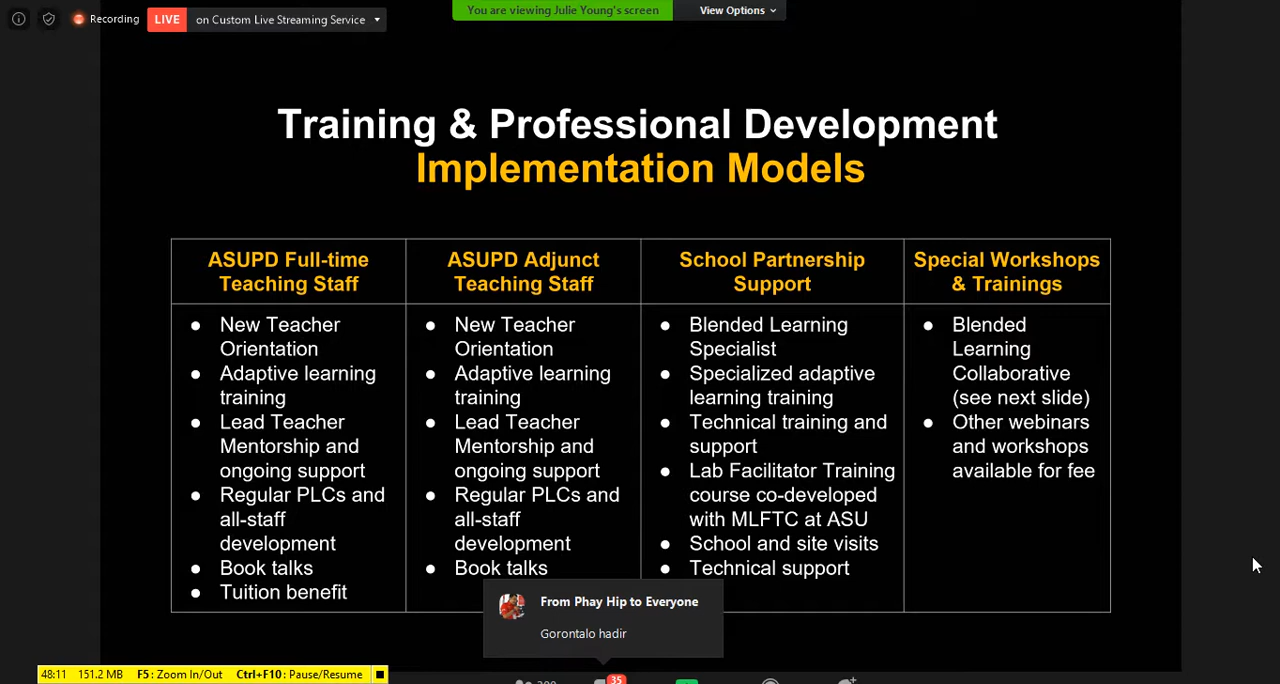 Recording
LIVE on Custom Live Streaming Service
You are viewing Julie Young's screen
View Options
Training & Professional Development
Implementation Models
ASUPD Full-time
Teaching Staff
● New Teacher
Orientation
● Adaptive learning
training
● Lead Teacher
Mentorship and
ongoing support
● Regular PLCs and
all-staff
development
● Book talks
● Tuition benefit
ASUPD Adjunct
Teaching Staff
● New Teacher
Orientation
● Adaptive learning
training
● Lead Teacher
Mentorship and
ongoing support
● Regular PLCs and
all-staff
development
● Book talks
School Partnership
Support
● Blended Learning
Specialist
● Specialized adaptive
learning training
● Technical training and
support
● Lab Facilitator Training
course co-developed
with MLFTC at ASU
● School and site visits
● Technical support
Special Workshops
& Trainings
● Blended
Learning
Collaborative
(see next slide)
● Other webinars
and workshops
available for fee
From Phay Hip to Everyone
Gorontalo hadir
48:11 151.2 MB F5: Zoom In/Out Ctrl+F10: Pause/Resume
35